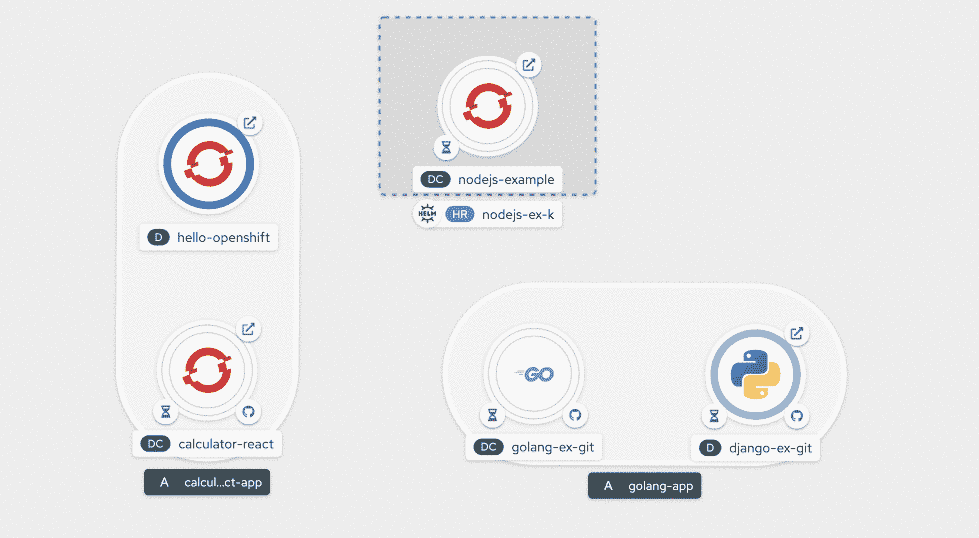 DC nodejs-example
HELM HR nodejs-ex-k
D hello-openshift
DC calculator-react
A calcul...ct-app
GO
DC golang-ex-git
D django-ex-git
A golang-app